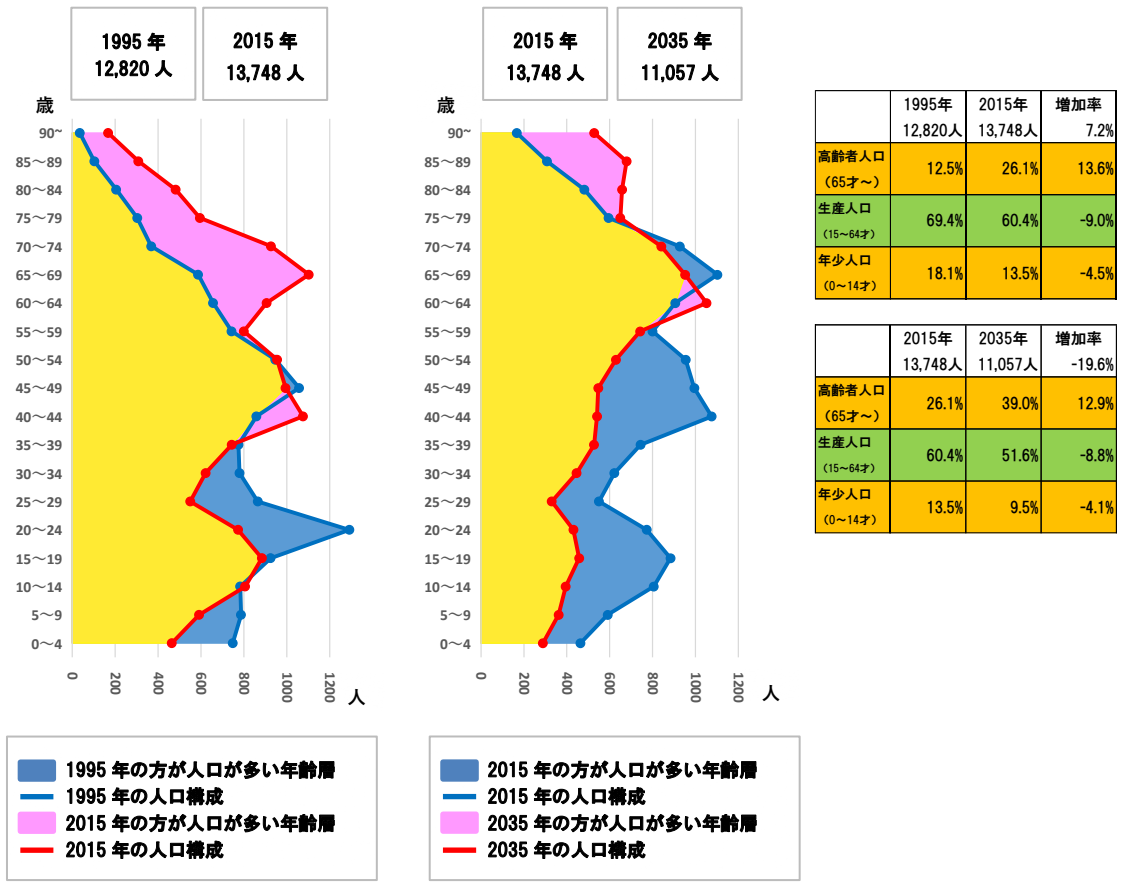 1995 年
12,820 人
2015 年
13,748 人
歳
90~
85～89
80～84
75～79
70～74
65～69
60～64
55～59
50～54
45～49
40～44
35～39
30～34
25～29
20～24
15～19
10～14
5～9
0～4
0
200
400
600
800
1000
1200
人
1995 年の方が人口が多い年齢層
1995 年の人口構成
2015 年の方が人口が多い年齢層
2015 年の人口構成
2015 年
13,748 人
2035 年
11,057 人
歳
90~
85～89
80～84
75～79
70～74
65～69
60～64
55～59
50～54
45～49
40～44
35～39
30～34
25～29
20～24
15～19
10～14
5～9
0～4
0
200
400
600
800
1000
1200
人
2015 年の方が人口が多い年齢層
2015 年の人口構成
2035 年の方が人口が多い年齢層
2035 年の人口構成
1995年 2015年 増加率
12,820人 13,748人 7.2%
高齢者人口
（65才～） 12.5% 26.1% 13.6%
生産人口
（15～64才） 69.4% 60.4% -9.0%
年少人口
（0～14才） 18.1% 13.5% -4.5%
2015年 2035年 増加率
13,748人 11,057人 -19.6%
高齢者人口
（65才～） 26.1% 39.0% 12.9%
生産人口
（15～64才） 60.4% 51.6% -8.8%
年少人口
（0～14才） 13.5% 9.5% -4.1%